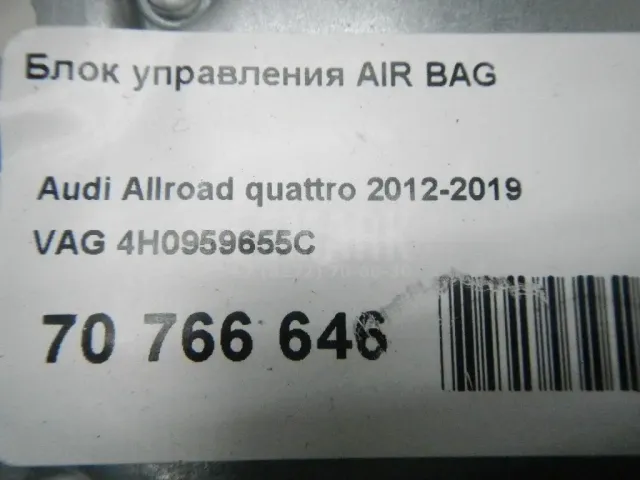 Блок управления AIR BAG
Audi Allroad quattro 2012-2019
VAG 4H0959655C
70 766 646